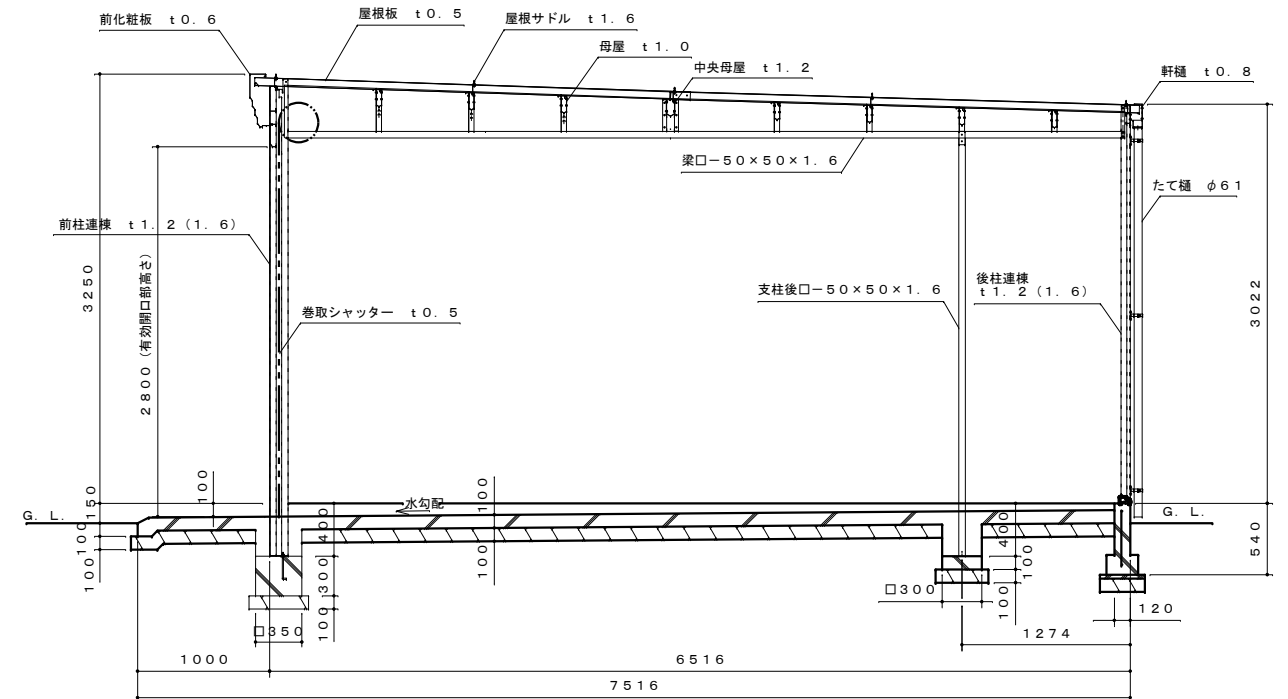 前化粧板 ｔ０．６
屋根板 ｔ０．５
屋根サドル ｔ１．６
母屋 ｔ１．０
中央母屋 ｔ１．２
軒樋 ｔ０．８
梁口－５０×５０×１．６
たて樋 φ６１
前柱連棟 ｔ１．２（１．６）
３２５０
２８００（有効開口部高さ）
巻取シャッター ｔ０．５
支柱後口－５０×５０×１．６
後柱連棟
ｔ１．２（１．６）
３０２２
１５０
１００
水勾配
１００
Ｇ．Ｌ．
Ｇ．Ｌ．
１００
１００
４００
３００
１００
１００
４００
１００
１００
５４０
□３５０
□３００
１２０
１２７４
１０００
６５１６
７５１６